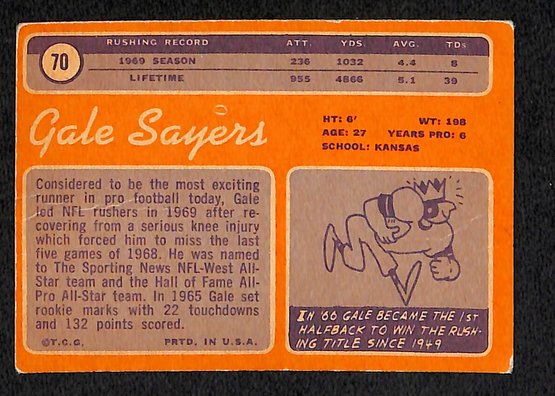 70
RUSHING RECORD ATT. YDS. AVG. TDs
1969 SEASON 236 1032 4.4 8
LIFETIME 955 4866 5.1 39
Gale Sayers
HT: 6' WT: 198
AGE: 27 YEARS PRO: 6
SCHOOL: KANSAS
Considered to be the most exciting
runner in pro football today, Gale
led NFL rushers in 1969 after re-
covering from a serious knee injury
which forced him to miss the last
five games of 1968. He was named
to The Sporting News NFL-West All-
Star team and the Hall of Fame All-
Pro All-Star team. In 1965 Gale set
rookie marks with 22 touchdowns
and 132 points scored.
©T.C.G. PRTD. IN U.S.A.
IN '66 GALE BECAME THE 1ST
HALFBACK TO WIN THE RUSH-
ING TITLE SINCE 1949